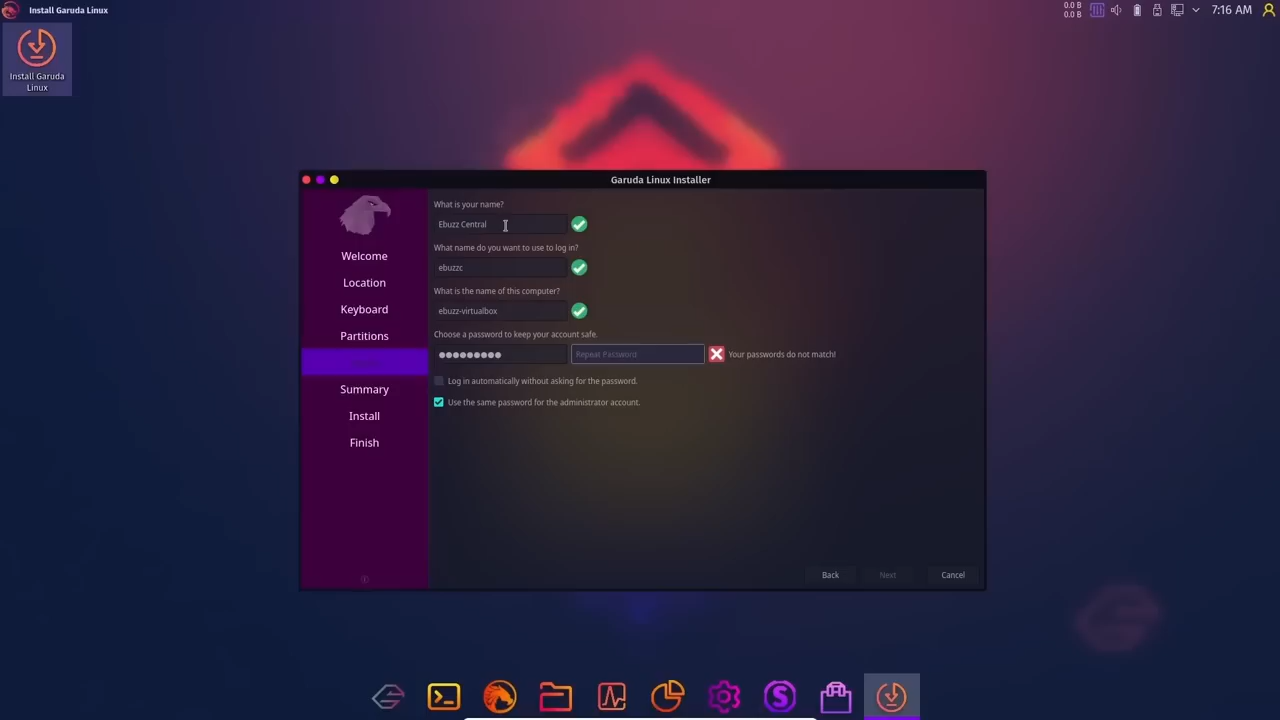 Install Garuda Linux
0.0 B
0.0 B
7:16 AM
Install Garuda
Linux
Garuda Linux Installer
Welcome
Location
Keyboard
Partitions
Summary
Install
Finish
What is your name?
Ebuzz Central
What name do you want to use to log in?
ebuzzc
What is the name of this computer?
ebuzz-virtualbox
Choose a password to keep your account safe.
●●●●●●●●● Repeat Password Your passwords do not match!
Log in automatically without asking for the password.
Use the same password for the administrator account.
Back Next Cancel